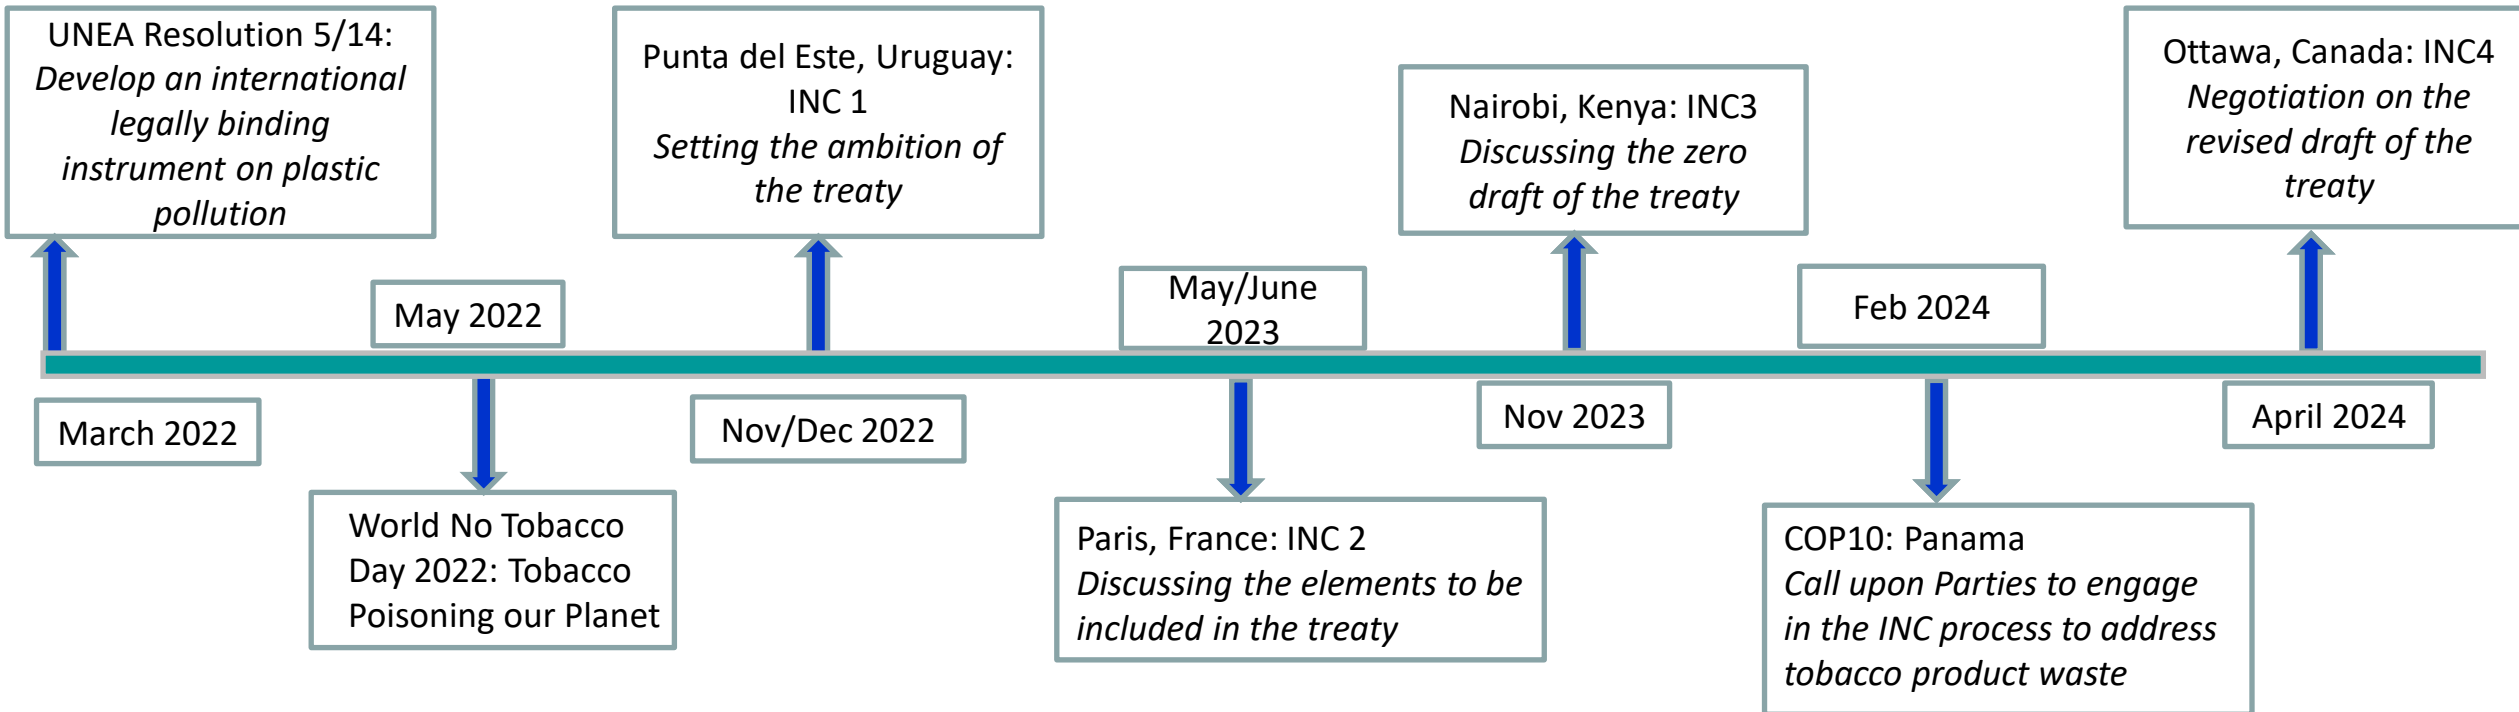 UNEA Resolution 5/14:
Develop an international
legally binding
instrument on plastic
pollution
March 2022
May 2022
World No Tobacco
Day 2022: Tobacco
Poisoning our Planet
Punta del Este, Uruguay:
INC 1
Setting the ambition of
the treaty
Nov/Dec 2022
May/June
2023
Paris, France: INC 2
Discussing the elements to be
included in the treaty
Nairobi, Kenya: INC3
Discussing the zero
draft of the treaty
Nov 2023
Feb 2024
COP10: Panama
Call upon Parties to engage
in the INC process to address
tobacco product waste
Ottawa, Canada: INC4
Negotiation on the
revised draft of the
treaty
April 2024